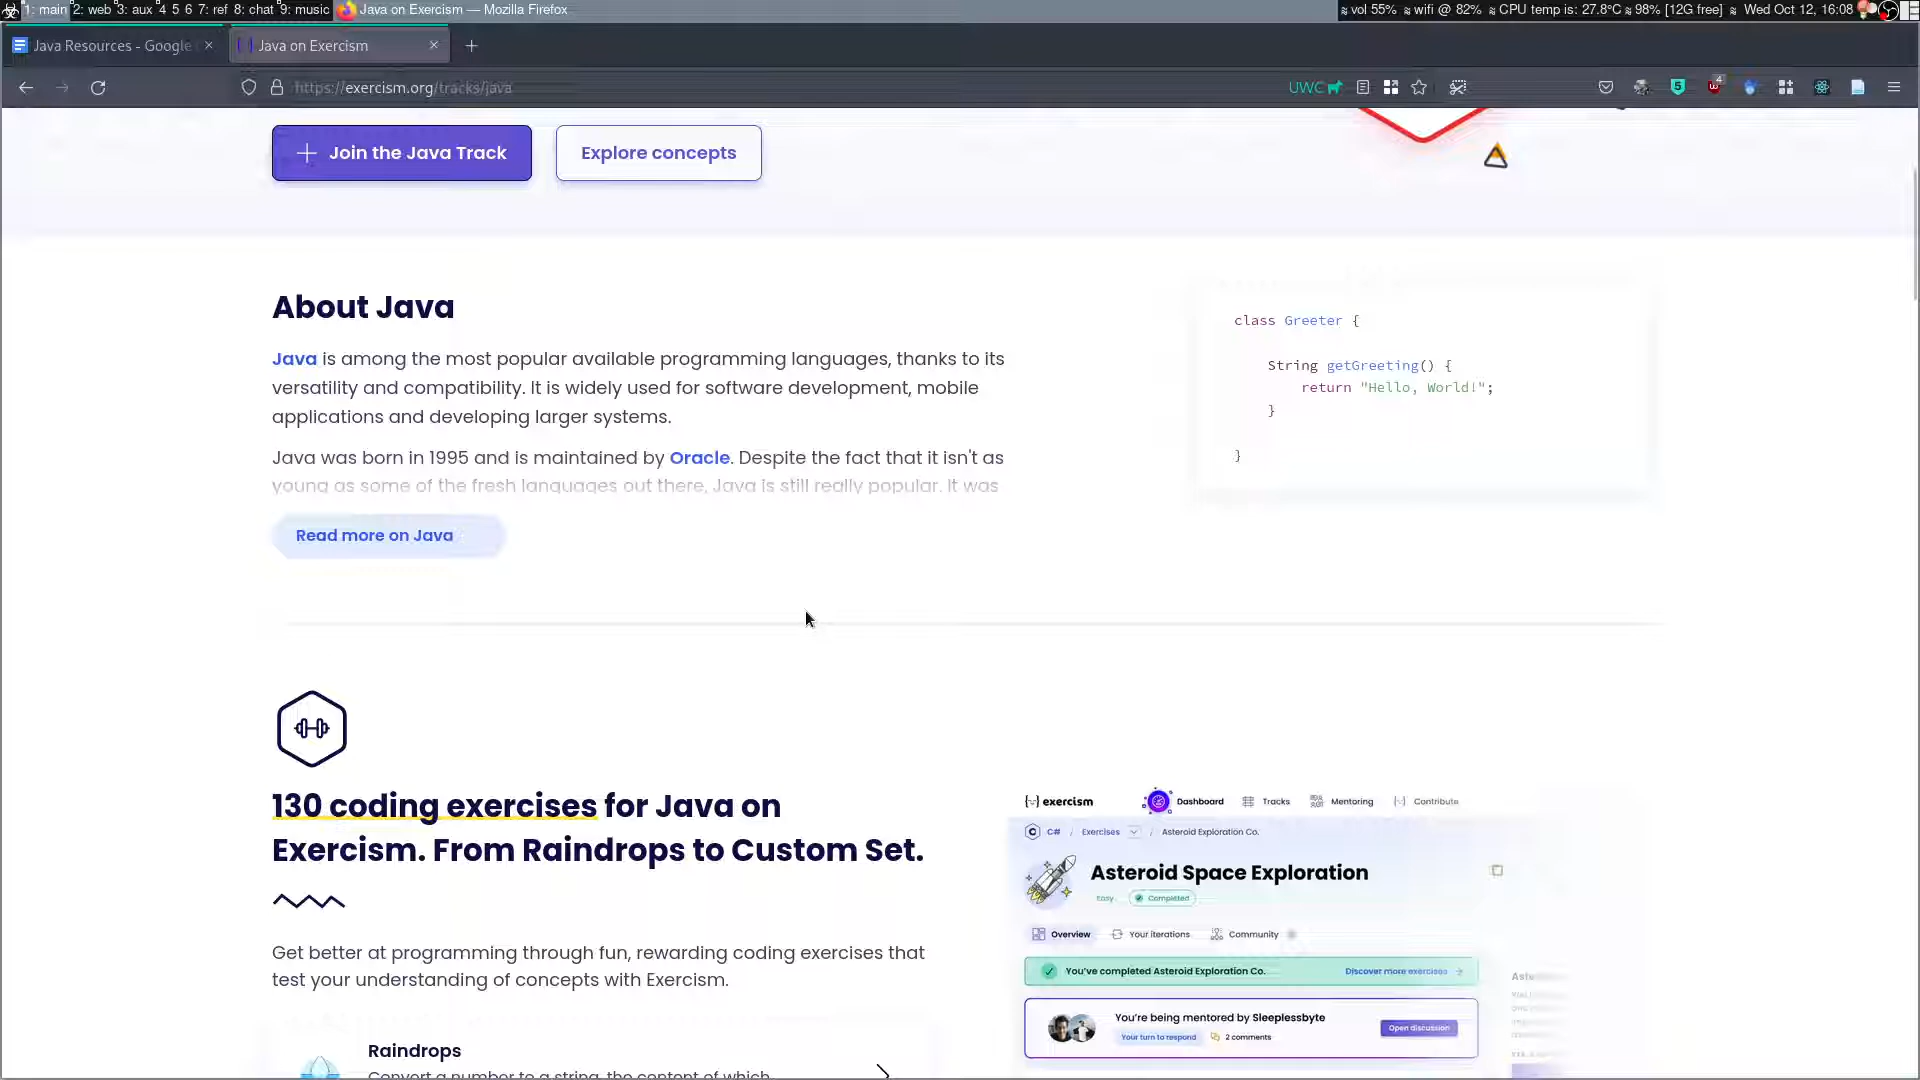 1: main 2: web 3: aux 4 5 6 7: ref 8: chat 9: music Java on Exercism — Mozilla Firefox
vol 55% wifi @ 82% CPU temp is: 27.8°C 98% [12G free] Wed Oct 12, 16:08
Java Resources - Google
Java on Exercism
https://exercism.org/tracks/java
UWC
5
4
Join the Java Track
Explore concepts
About Java
Java is among the most popular available programming languages, thanks to its
versatility and compatibility. It is widely used for software development, mobile
applications and developing larger systems.
Java was born in 1995 and is maintained by Oracle. Despite the fact that it isn't as
young as some of the fresh languages out there, Java is still really popular. It was
Read more on Java
class Greeter {
String getGreeting() {
return "Hello, World!";
}
}
130 coding exercises for Java on
Exercism. From Raindrops to Custom Set.
Get better at programming through fun, rewarding coding exercises that
test your understanding of concepts with Exercism.
Raindrops
Convert a number to a string, the content of which
exercism
Dashboard
Tracks
Mentoring
Contribute
C# / Exercises / Asteroid Exploration Co.
Asteroid Space Exploration
Easy
Completed
Overview
Your iterations
Community
You've completed Asteroid Exploration Co.
Discover more exercises
You're being mentored by Sleeplessbyte
Your turn to respond
2 comments
Open discussion